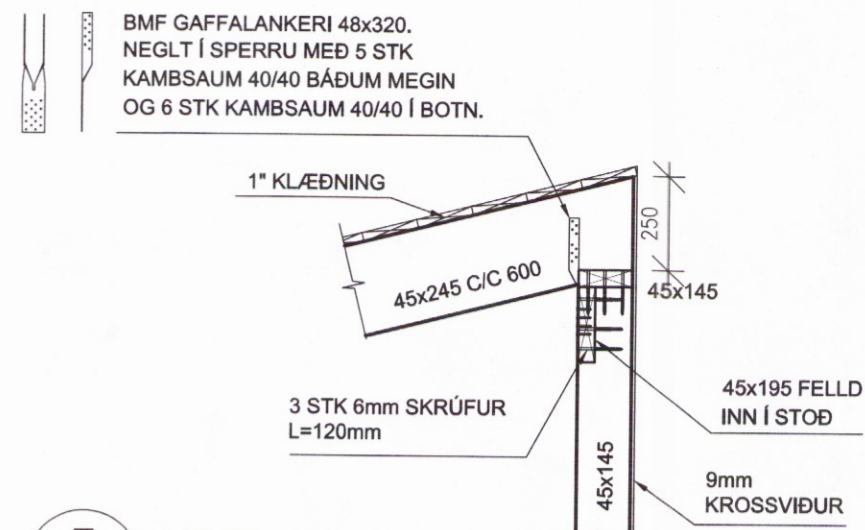 BMF GAFFALANKERI 48x320.
NEGLT Í SPERRU MEÐ 5 STK
KAMBSAUM 40/40 BÁÐUM MEGIN
OG 6 STK KAMBSAUM 40/40 Í BOTN.
1" KLÆÐNING
250
45x245 C/C 600
45x145
3 STK 6mm SKRÚFUR
L=120mm
45x195 FELLD
INN Í STOÐ
45x145
9mm
KROSSVIÐUR